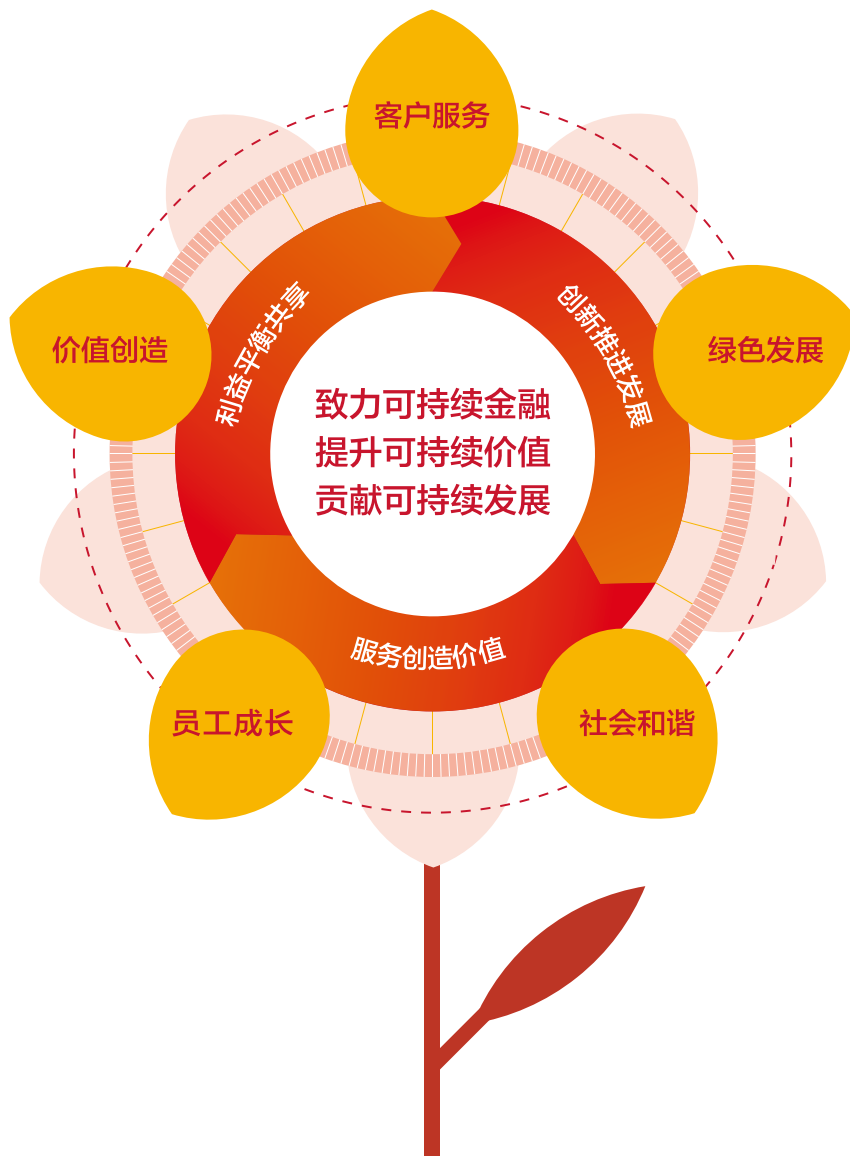 客户服务
绿色发展
价值创造
创新推进发展
利益平衡共享
致力可持续金融
提升可持续价值
贡献可持续发展
服务创造价值
员工成长
社会和谐